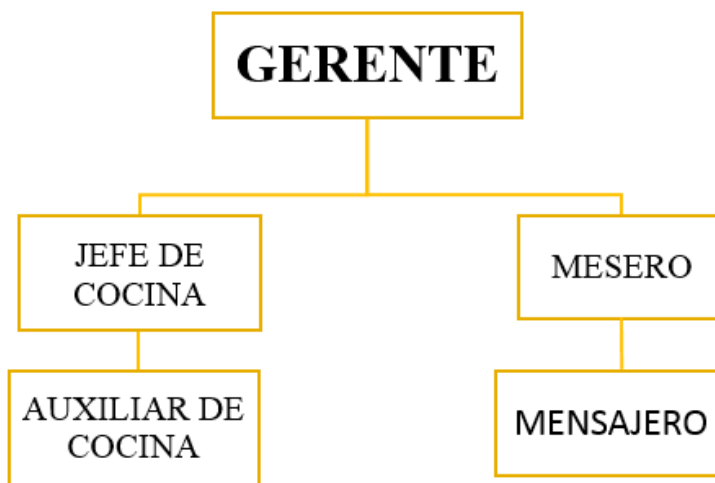 GERENTE
JEFE DE
COCINA
MESERO
AUXILIAR DE
COCINA
MENSAJERO